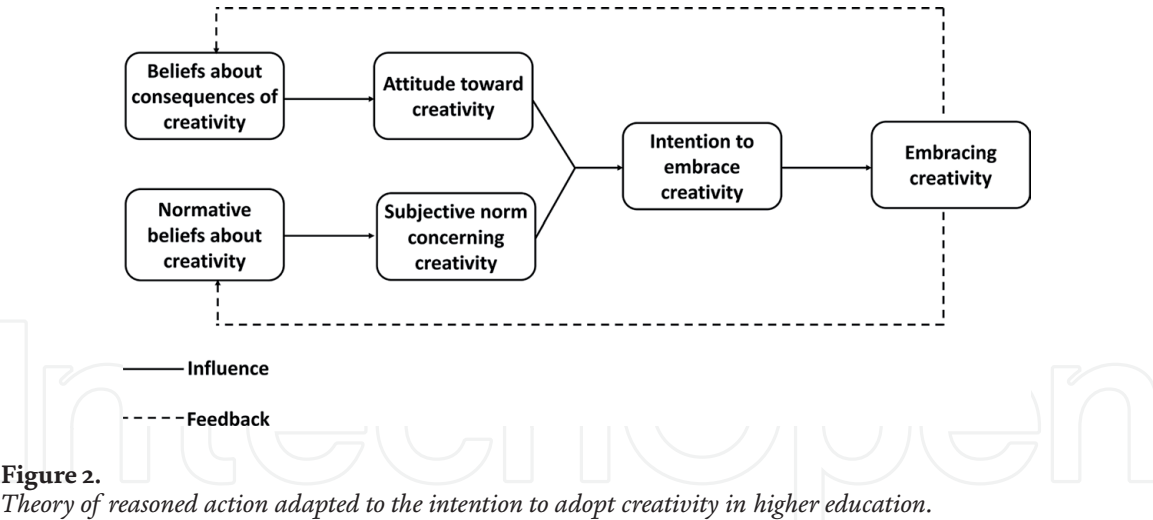 Beliefs about
consequences of
creativity
Attitude toward
creativity
Intention to
embrace
creativity
Embracing
creativity
Normative
beliefs about
creativity
Subjective norm
concerning
creativity
Influence
Feedback
IntechOpen
Figure 2.
Theory of reasoned action adapted to the intention to adopt creativity in higher education.